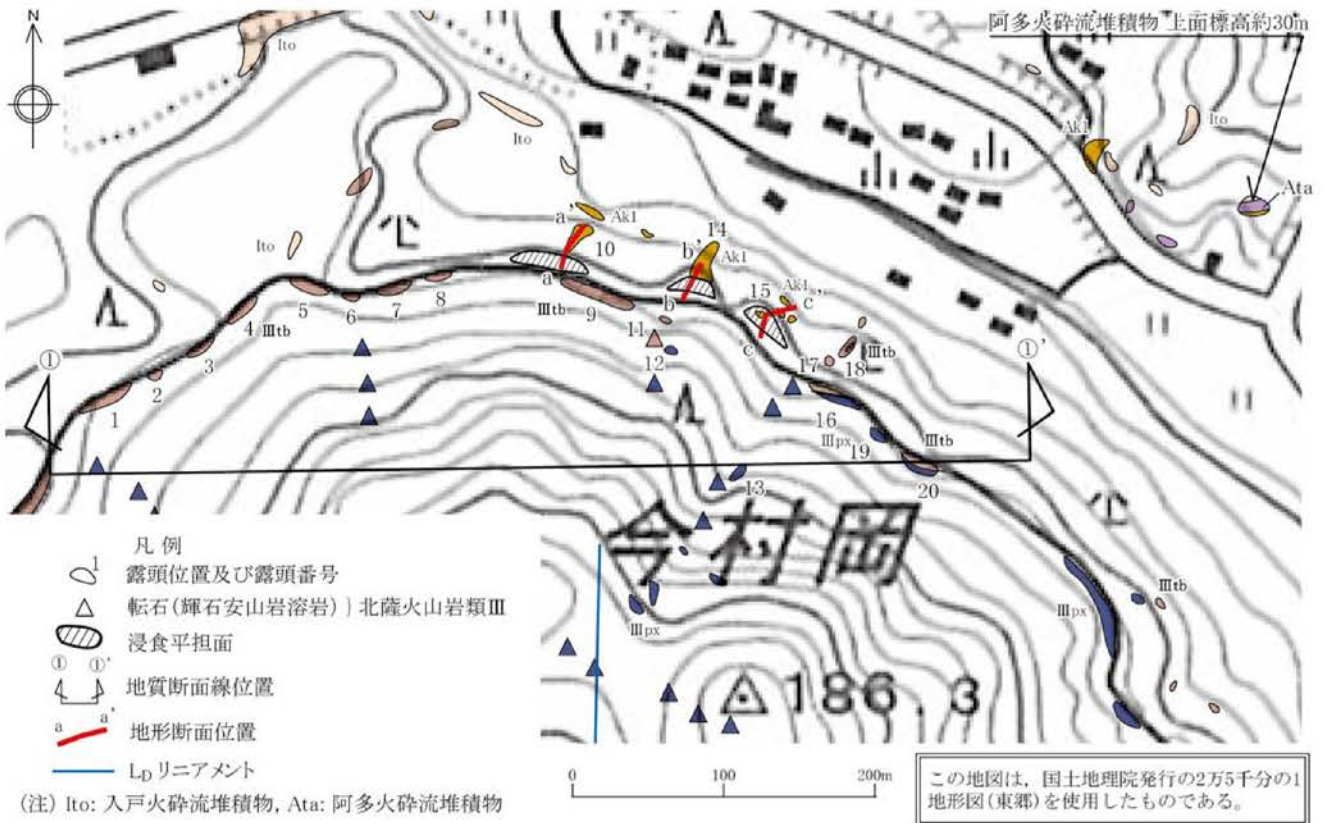 N
阿多火砕流堆積物 上面標高約30m
Ito
Ito
Ak1
Ito
Ata
Ito
a'
Ak1
10
b'
14
Ak1
15
Ak1
c'
a
b
c
1
2
3
4
Ⅲtb
5
6
7
8
Ⅲtb
9
11
12
17
18
Ⅲtb
16
Ⅲpx
19
Ⅲtb
20
13
①
①'
今村岡
Ⅲpx
Ⅲpx
Ⅲtb
186.3
凡例
1 露頭位置及び露頭番号
転石(輝石安山岩溶岩) } 北薩火山岩類Ⅲ
浸食平担面
① ①' 地質断面線位置
a a' 地形断面位置
LD リニアメント
(注) Ito: 入戸火砕流堆積物, Ata: 阿多火砕流堆積物
0 100 200m
この地図は，国土地理院発行の2万5千分の1
地形図(東郷)を使用したものである。